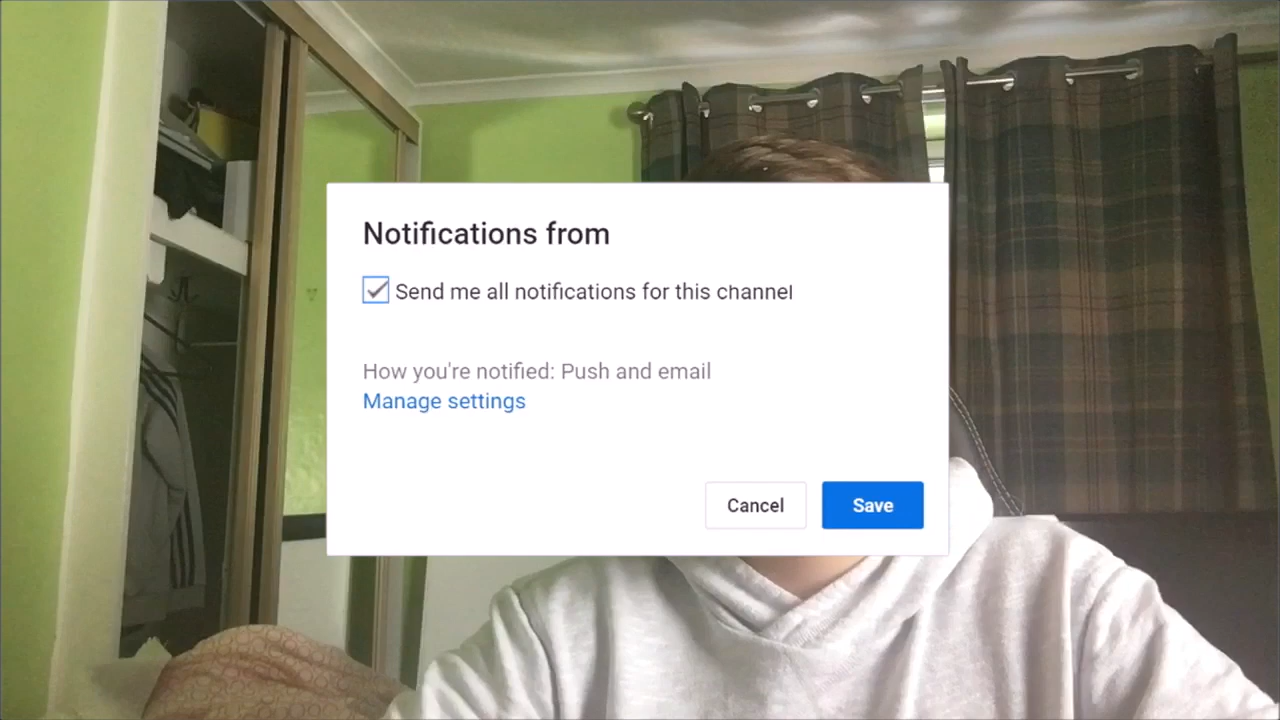 Notifications from
Send me all notifications for this channel
How you're notified: Push and email
Manage settings
Cancel
Save